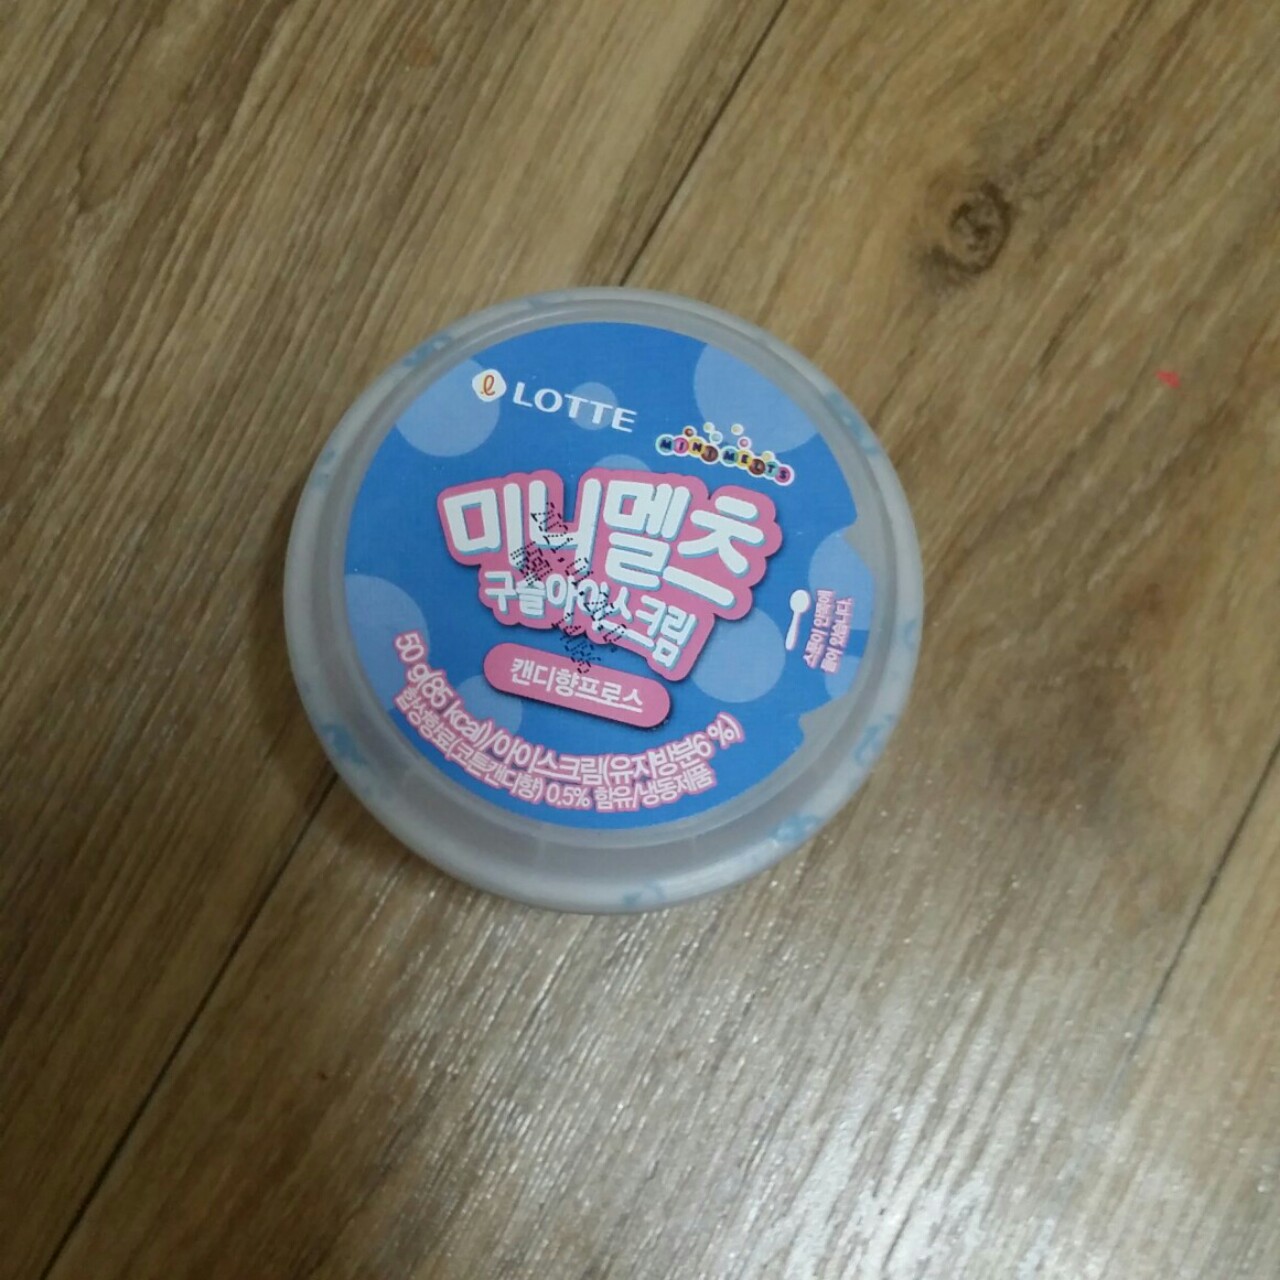 LOTTE
MINI MELTS
미니멜츠
구슬아이스크림
캔디향프로스
스푼이 안쪽에
들어 있습니다.
50 g(85 kcal)/아이스크림(유지방분6 %)
합성향료(코튼캔디향) 0.5% 함유/냉동제품